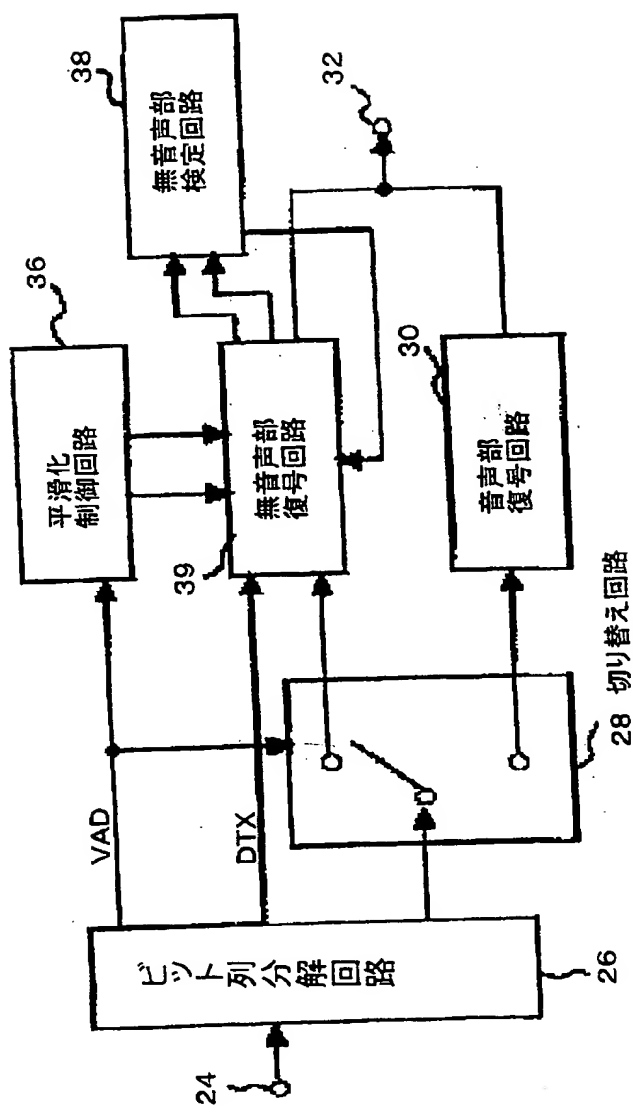 24
ビット列分解回路
26
VAD
DTX
28 切り替え回路
平滑化
制御回路
36
無音声部
復号回路
39
無音声部
検定回路
38
音声部
復号回路
30
32